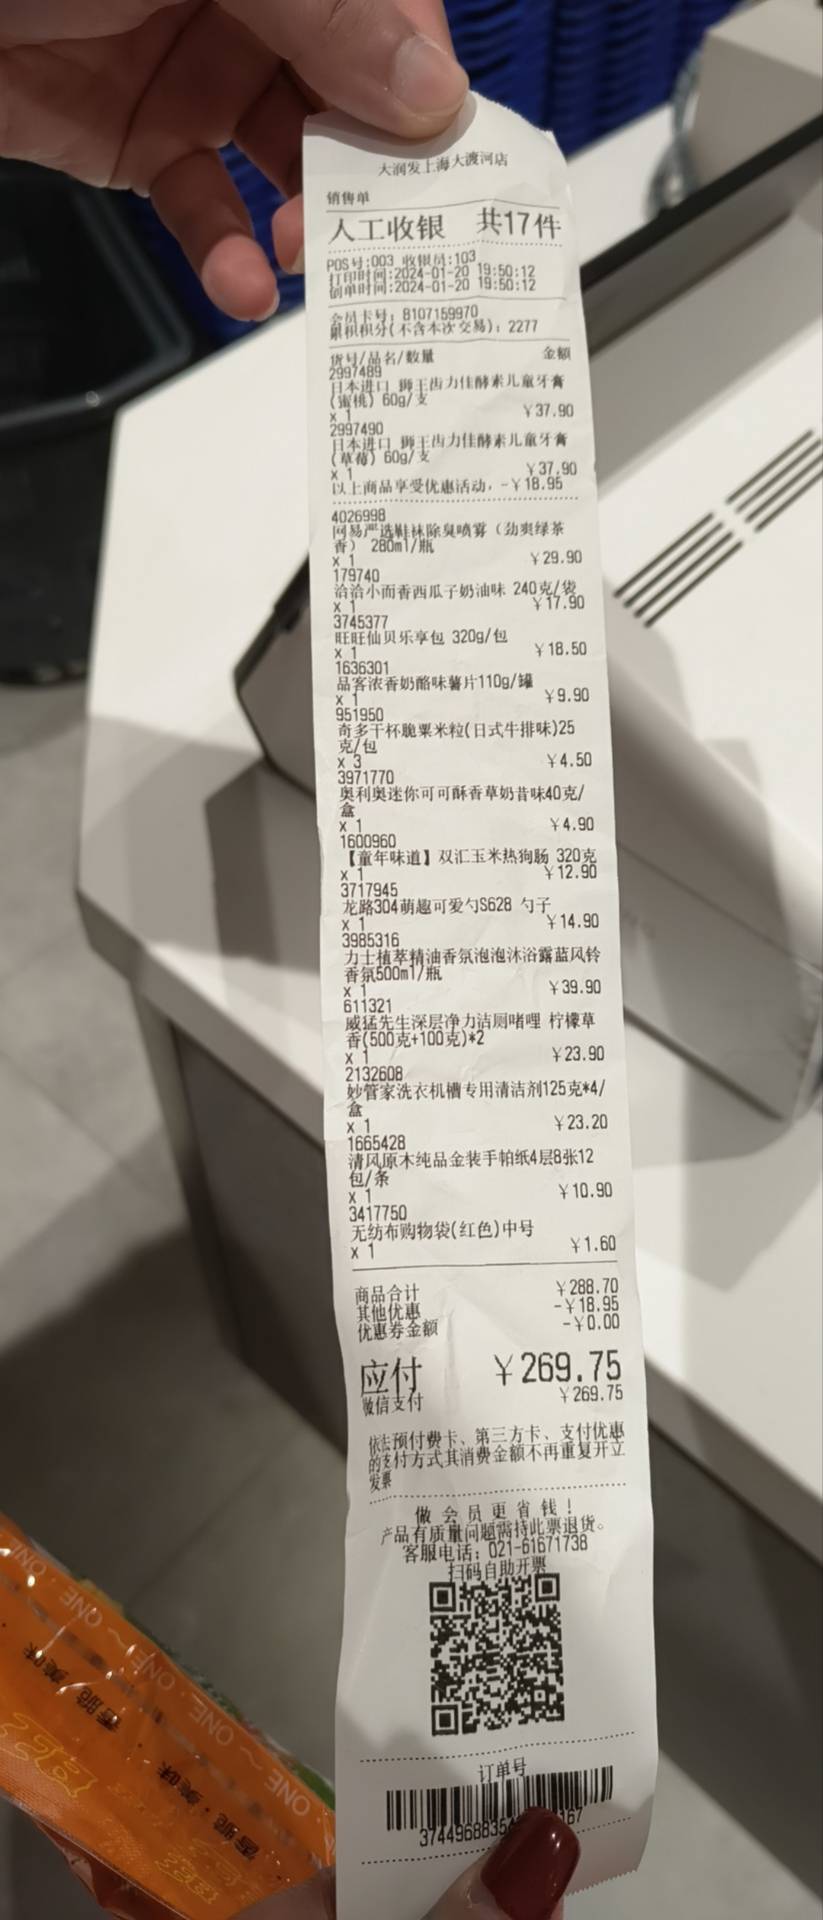 大润发上海大渡河店
销售单
人工收银 共17件
POS号:003 收银员:103
打印时间:2024-01-20 19:50:12
创单时间:2024-01-20 19:50:12
会员卡号: 8107159970
累积积分(不含本次交易): 2277
货号/品名/数量 金额
2997489
日本进口 狮王齿力佳酵素儿童牙膏
(蜜桃) 60g/支
x 1 ￥37.90
2997490
日本进口 狮王齿力佳酵素儿童牙膏
(草莓) 60g/支
x 1 ￥37.90
以上商品享受优惠活动，-￥18.95
4026998
网易严选鞋袜除臭喷雾（劲爽绿茶
香） 280ml/瓶
x 1 ￥29.90
179740
洽洽小而香西瓜子奶油味 240克/袋
x 1 ￥17.90
3745377
旺旺仙贝乐享包 320g/包
x 1 ￥18.50
1636301
品客浓香奶酪味薯片110g/罐
x 1 ￥9.90
951950
奇多干杯脆粟米粒(日式牛排味)25
克/包
x 3 ￥4.50
3971770
奥利奥迷你可可酥香草奶昔味40克/
盒
x 1 ￥4.90
1600960
【童年味道】双汇玉米热狗肠 320克
x 1 ￥12.90
3717945
龙路304萌趣可爱勺S628 勺子
x 1 ￥14.90
3985316
力士植萃精油香氛泡泡沐浴露蓝风铃
香氛500ml/瓶
x 1 ￥39.90
611321
威猛先生深层净力洁厕啫哩 柠檬草
香(500克+100克)*2
x 1 ￥23.90
2132608
妙管家洗衣机槽专用清洁剂125克*4/
盒
x 1 ￥23.20
1665428
清风原木纯品金装手帕纸4层8张12
包/条
x 1 ￥10.90
3417750
无纺布购物袋(红色)中号
x 1 ￥1.60
商品合计 ￥288.70
其他优惠 -￥18.95
优惠券金额 -￥0.00
应付 ￥269.75
微信支付 ￥269.75
依法预付费卡、第三方卡、支付优惠
的支付方式其消费金额不再重复开立
发票
做会员更省钱！
产品有质量问题需持此票退货。
客服电话: 021-61671738
扫码自助开票
订单号
3744968835 167
ONE～ONE
香脆·美味
香脆·美味